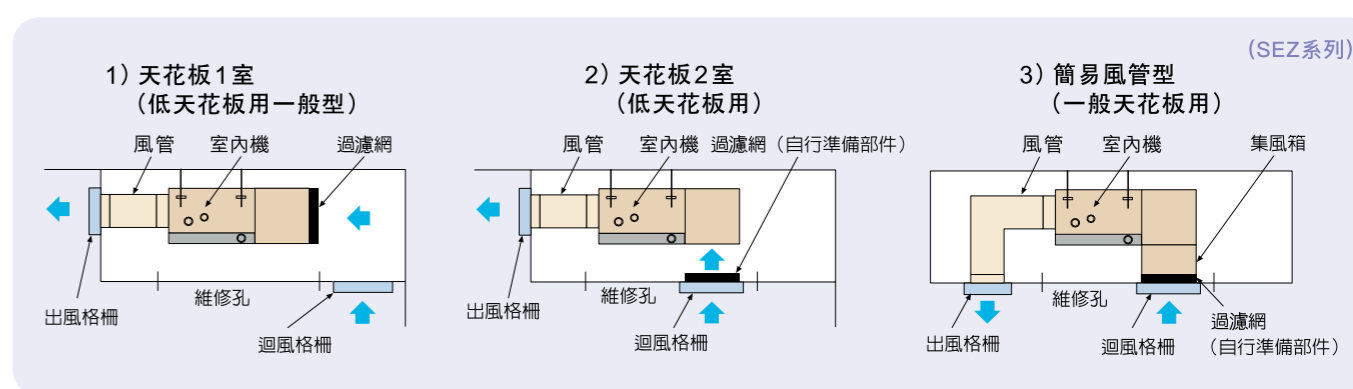 (SEZ系列)
1) 天花板1室
(低天花板用一般型)
風管 室內機 過濾網
出風格柵
維修孔
迴風格柵
2) 天花板2室
(低天花板用)
風管 室內機 過濾網(自行準備部件)
出風格柵
維修孔
迴風格柵
3) 簡易風管型
(一般天花板用)
風管 室內機 集風箱
出風格柵
維修孔
迴風格柵
過濾網
(自行準備部件)